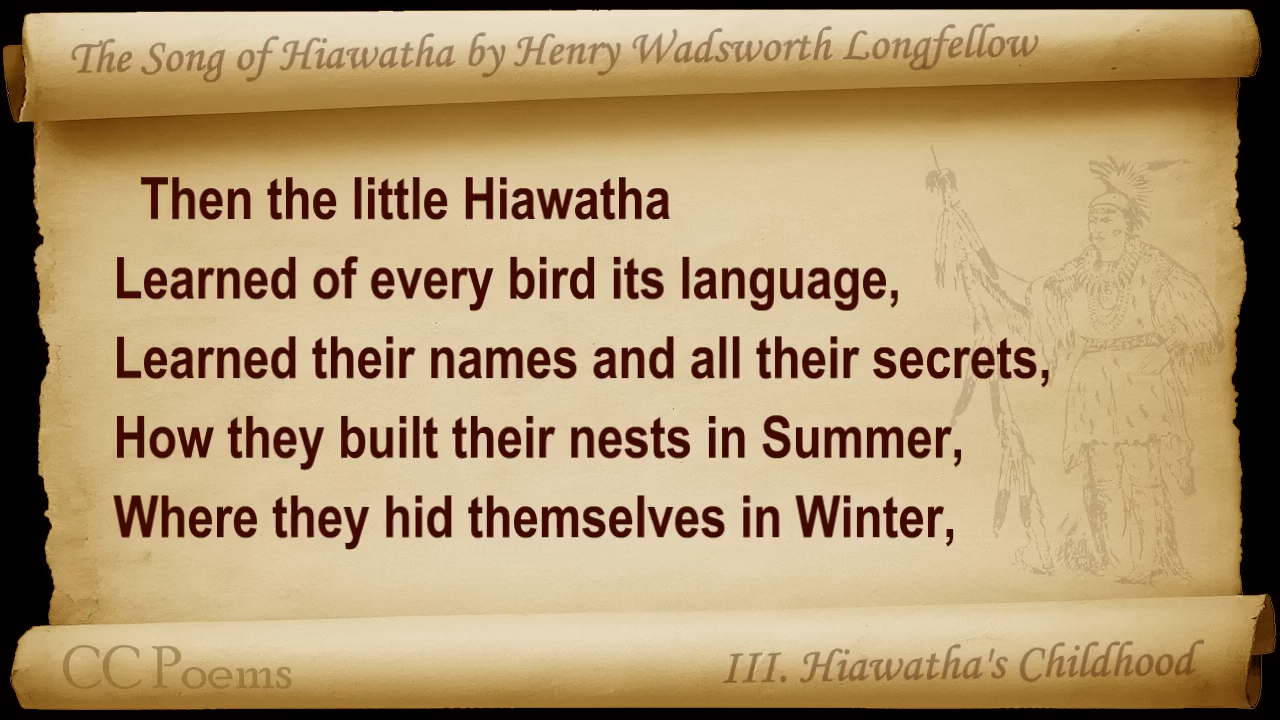 The Song of Hiawatha by Henry Wadsworth Longfellow
Then the little Hiawatha
Learned of every bird its language,
Learned their names and all their secrets,
How they built their nests in Summer,
Where they hid themselves in Winter,
CC Poems
III. Hiawatha's Childhood